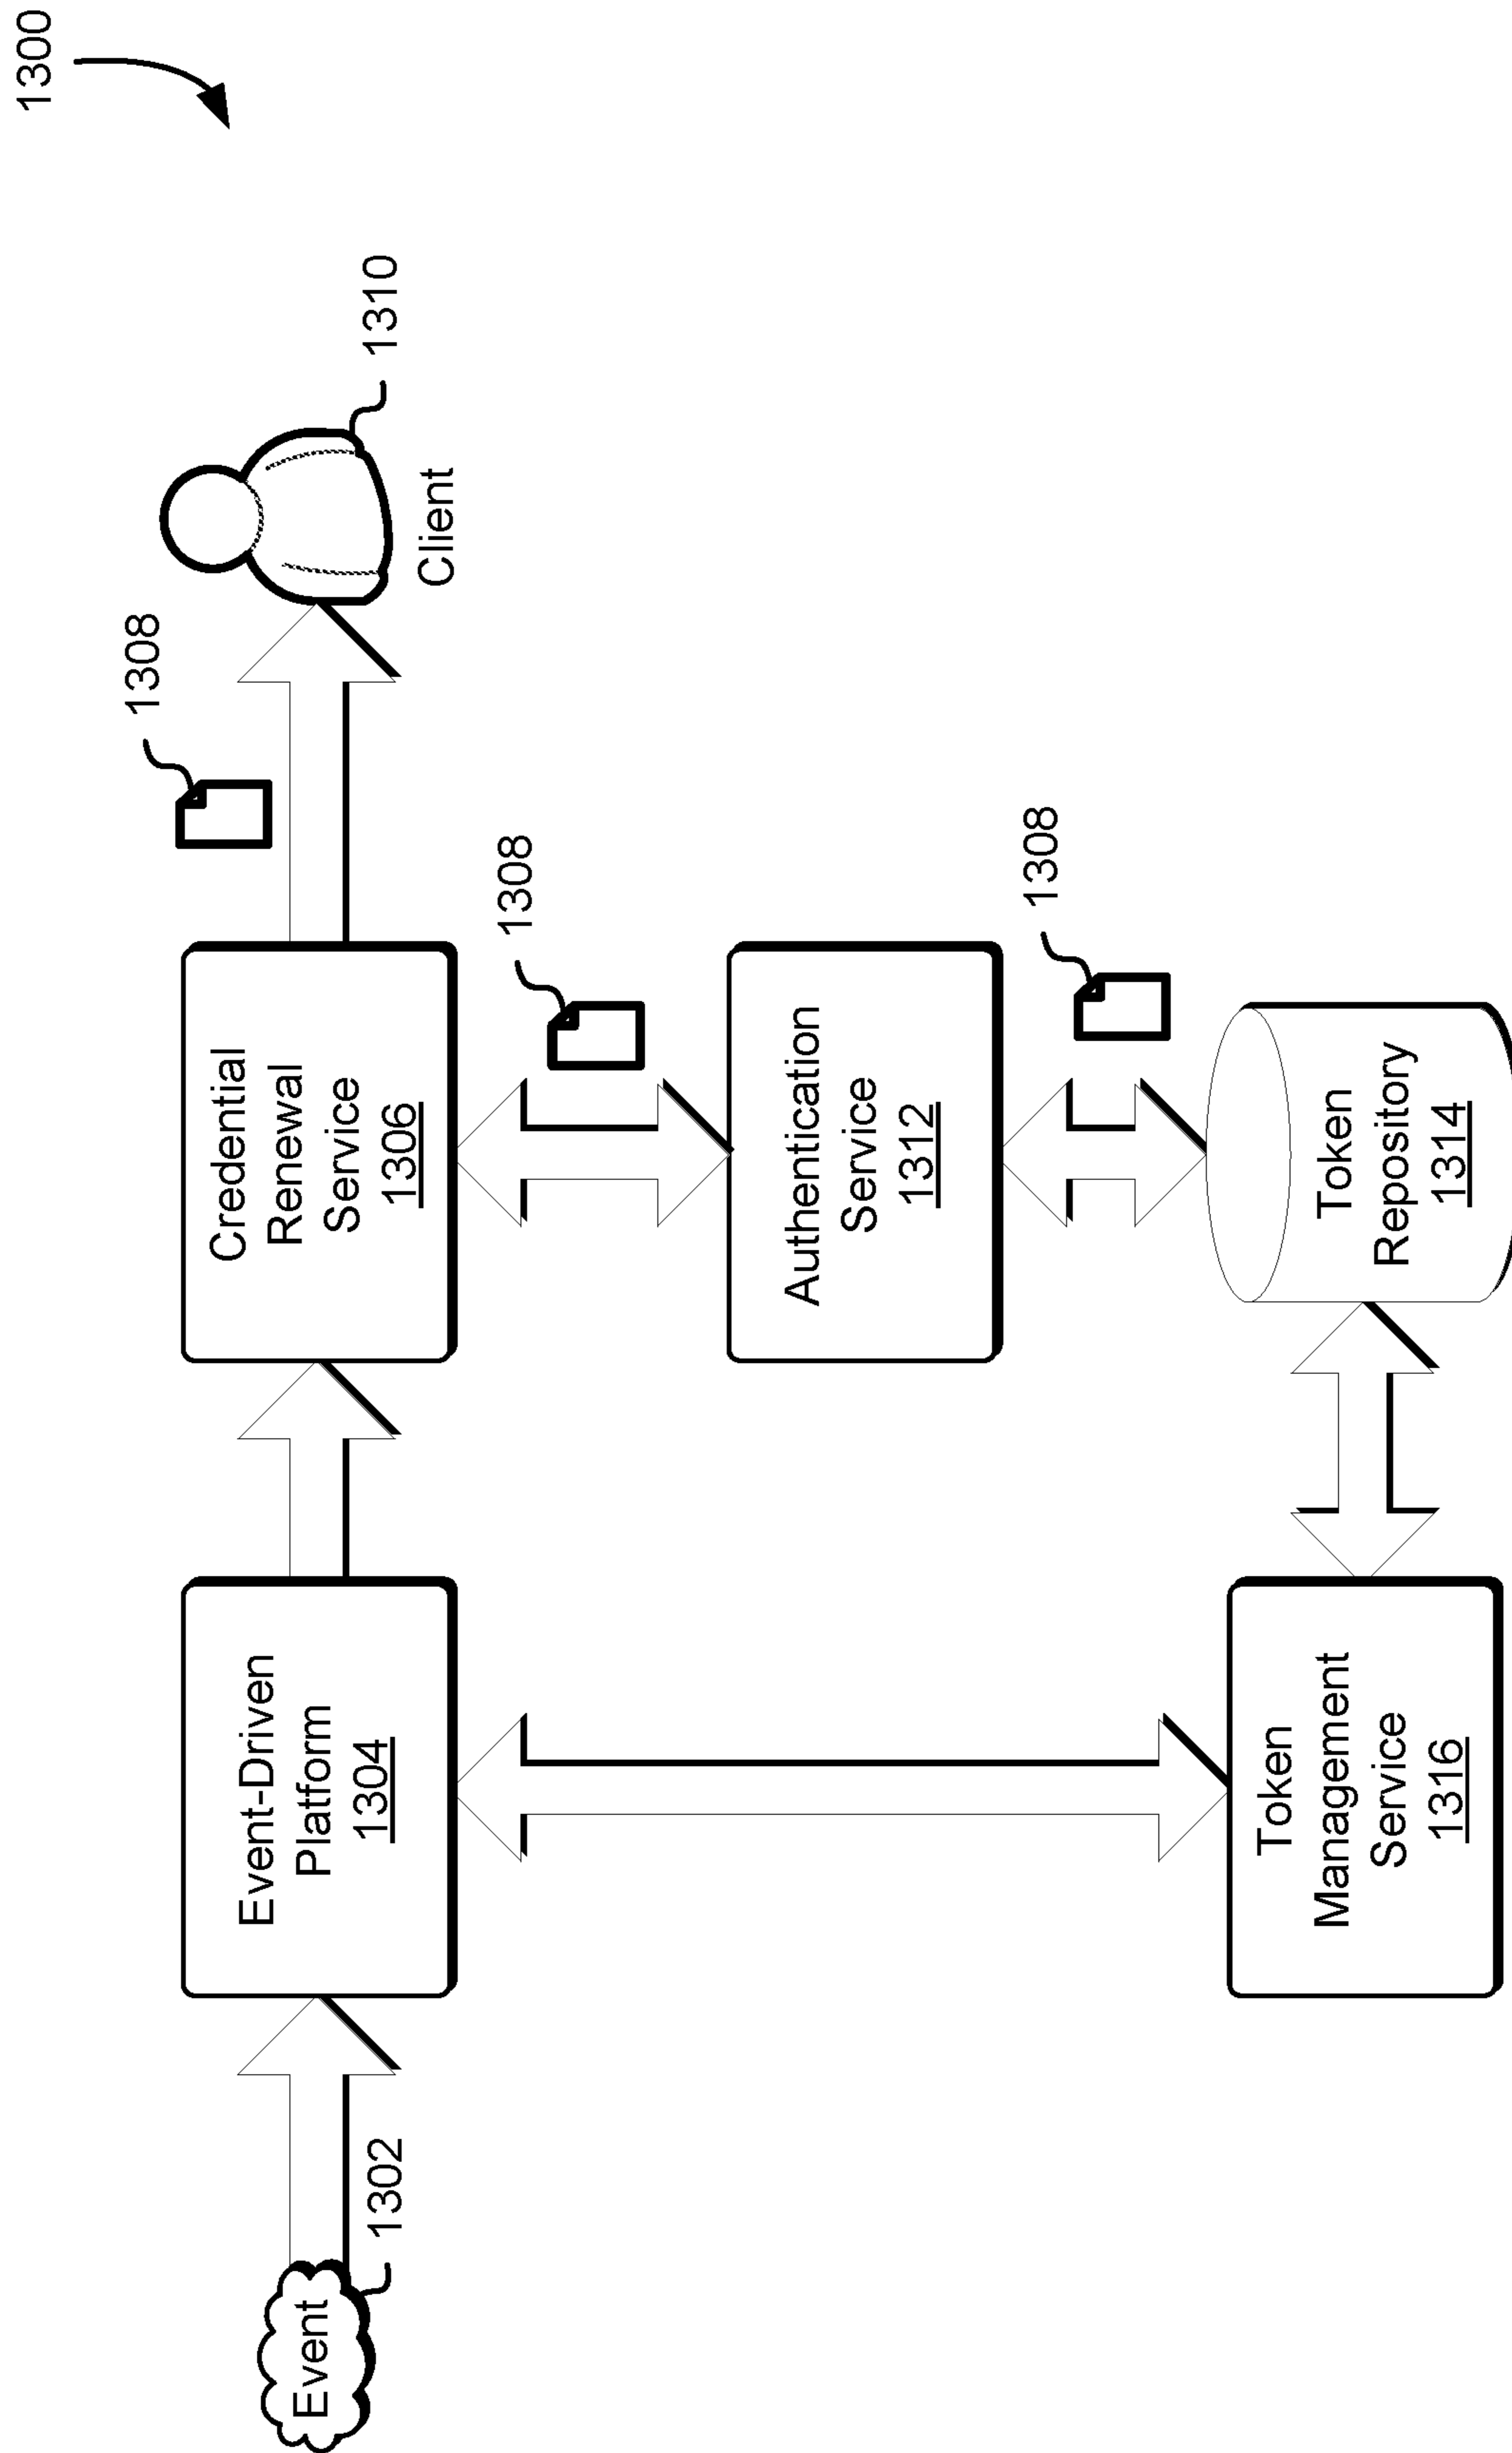 1300
Event
1302
Event-Driven
Platform
1304
Credential
Renewal
Service
1306
1308
1310
Client
1308
Authentication
Service
1312
1308
Token
Management
Service
1316
Token
Repository
1314